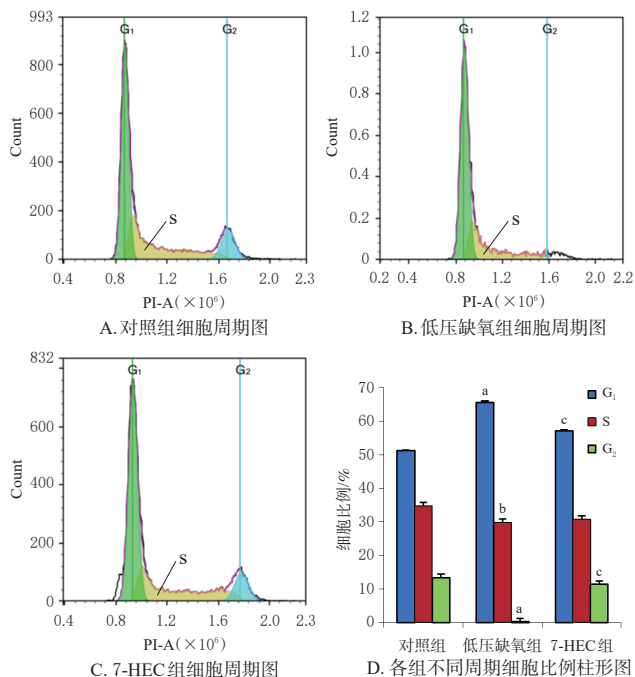 993
G₁
G₂
800
600
400
200
0
Count
S
0.4
0.8
1.2
1.6
2.0
2.3
PI-A(×10⁶)
A.对照组细胞周期图
1.2
G₁
G₂
1.0
0.8
0.6
0.4
0.2
0
Count
S
0.2
0.4
0.8
1.2
1.6
2.0
2.2
PI-A(×10⁶)
B.低压缺氧组细胞周期图
832
G₁
G₂
600
400
200
0
Count
S
0.4
0.8
1.2
1.6
2.0
2.3
PI-A(×10⁶)
C. 7-HEC组细胞周期图
70
60
50
40
30
20
10
0
细胞比例/%
a
b
a
c
c
G₁
S
G₂
对照组
低压缺氧组
7-HEC组
D. 各组不同周期细胞比例柱形图